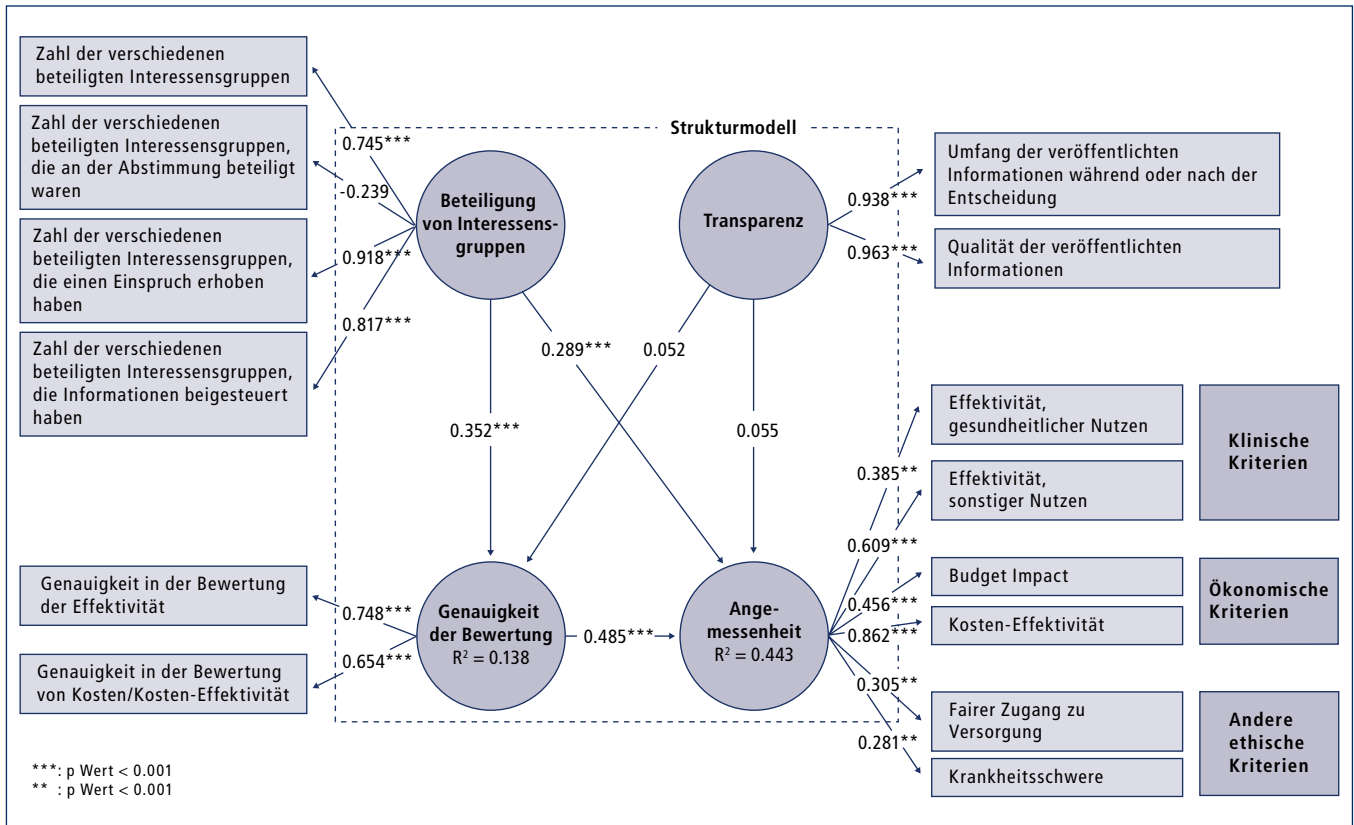 Zahl der verschiedenen
beteiligten Interessensgruppen
Zahl der verschiedenen
beteiligten Interessensgruppen,
die an der Abstimmung beteiligt
waren
Zahl der verschiedenen
beteiligten Interessensgruppen,
die einen Einspruch erhoben
haben
Zahl der verschiedenen
beteiligten Interessensgruppen,
die Informationen beigesteuert
haben
0.745***
-0.239
0.918***
0.817***
Strukturmodell
Beteiligung
von Interessens-
gruppen
Transparenz
0.938***
0.963***
Umfang der veröffentlichten
Informationen während oder nach der
Entscheidung
Qualität der veröffentlichten
Informationen
0.289***
0.052
0.352***
0.055
Genauigkeit in der Bewertung
der Effektivität
Genauigkeit in der Bewertung
von Kosten/Kosten-Effektivität
0.748***
0.654***
Genauigkeit
der Bewertung
R² = 0.138
0.485***
Ange-
messenheit
R² = 0.443
0.385**
0.609***
0.456***
0.862***
0.305**
0.281**
Effektivität,
gesundheitlicher Nutzen
Effektivität,
sonstiger Nutzen
Klinische
Kriterien
Budget Impact
Kosten-Effektivität
Ökonomische
Kriterien
Fairer Zugang zu
Versorgung
Krankheitsschwere
Andere
ethische
Kriterien
***: p Wert < 0.001
** : p Wert < 0.001